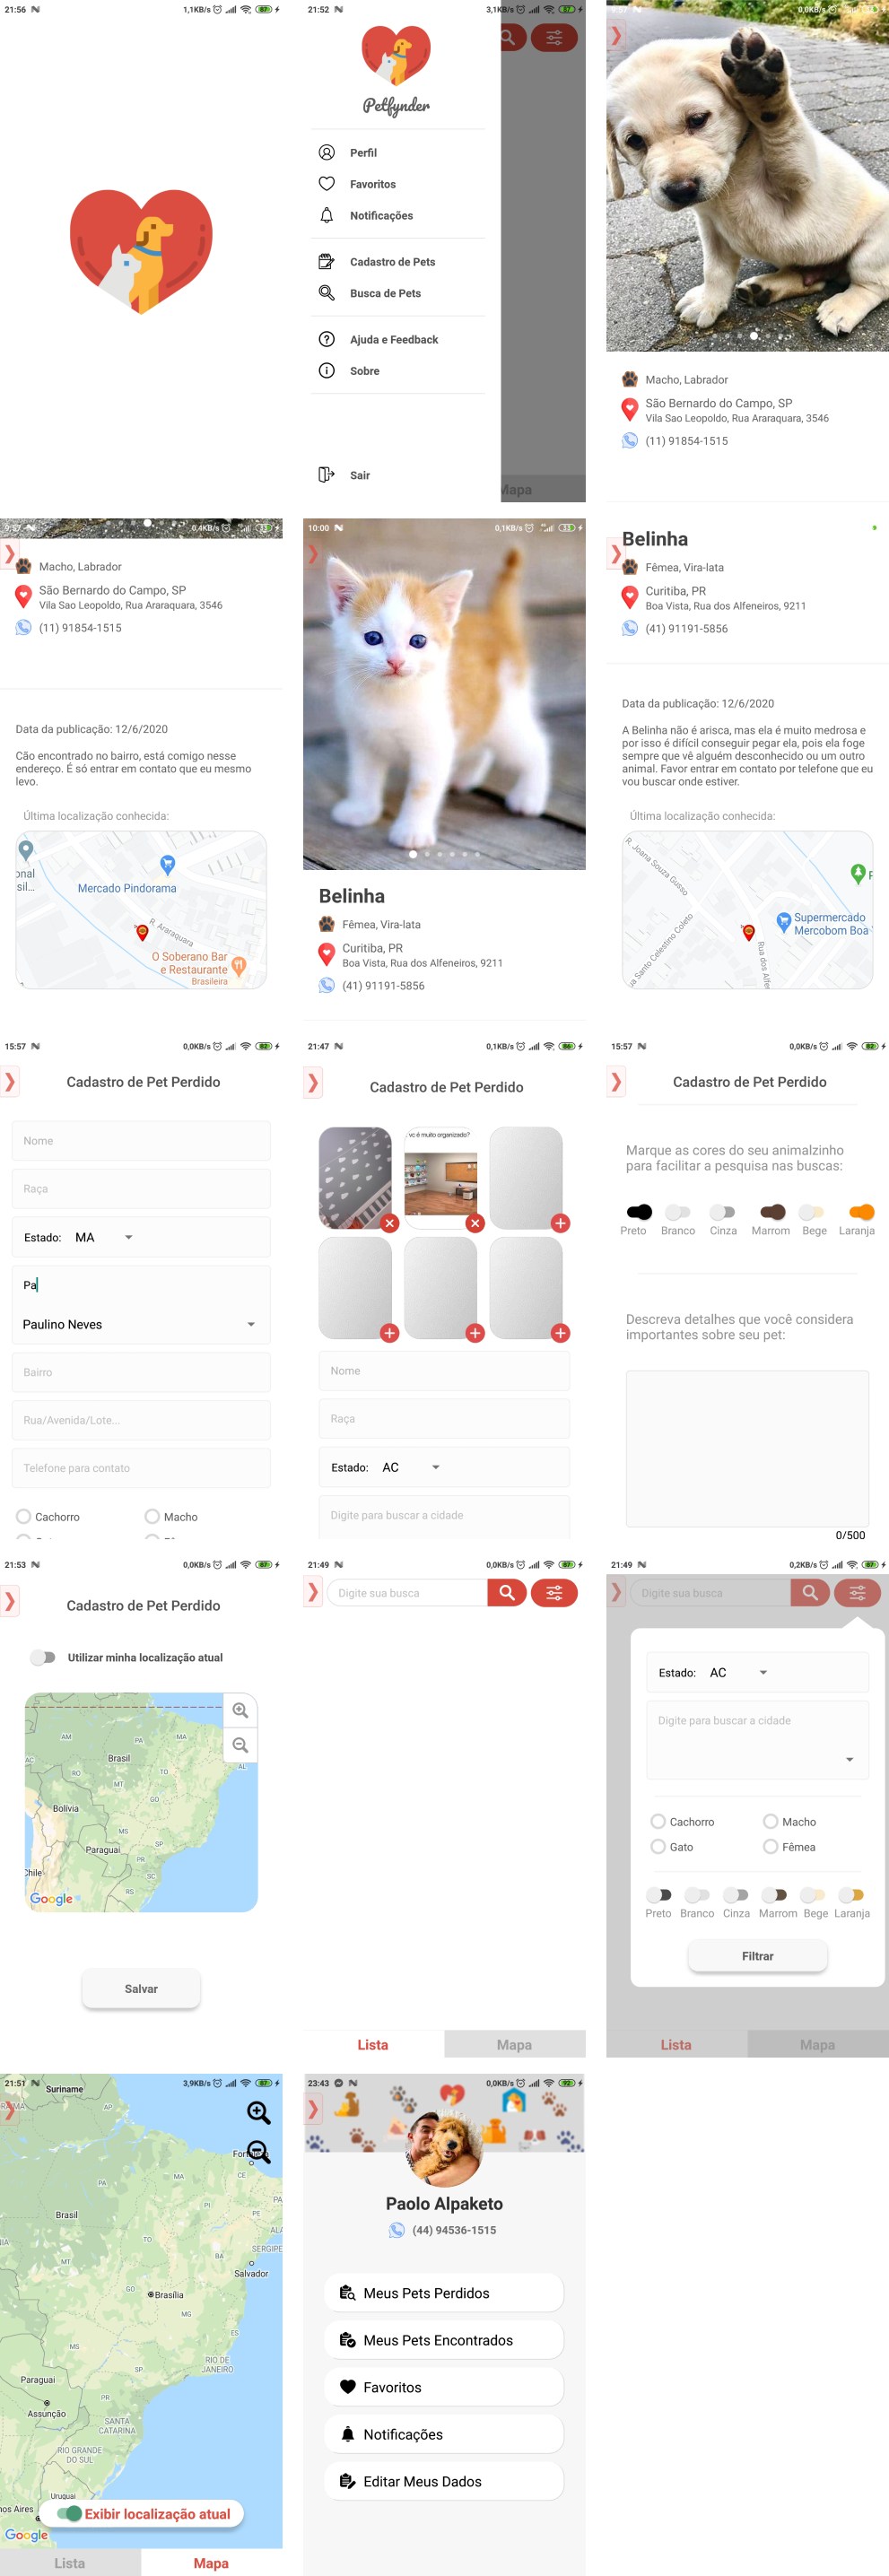 21:56
1,1KB/s
87
21:52
3,1KB/s
87
Petfynder
Perfil
Favoritos
Notificações
Cadastro de Pets
Busca de Pets
Ajuda e Feedback
Sobre
Sair
Mapa
0,0KB/s
Macho, Labrador
São Bernardo do Campo, SP
Vila Sao Leopoldo, Rua Araraquara, 3546
(11) 91854-1515
9:57
0,4KB/s
33
Macho, Labrador
São Bernardo do Campo, SP
Vila Sao Leopoldo, Rua Araraquara, 3546
(11) 91854-1515
Data da publicação: 12/6/2020
Cão encontrado no bairro, está comigo nesse
endereço. É só entrar em contato que eu mesmo
levo.
Última localização conhecida:
onal
sil...
Mercado Pindorama
R. Araraquara
O Soberano Bar
e Restaurante
Brasileira
10:00
0,1KB/s
33
Belinha
Fêmea, Vira-lata
Curitiba, PR
Boa Vista, Rua dos Alfeneiros, 9211
(41) 91191-5856
Belinha
Fêmea, Vira-lata
Curitiba, PR
Boa Vista, Rua dos Alfeneiros, 9211
(41) 91191-5856
Data da publicação: 12/6/2020
A Belinha não é arisca, mas ela é muito medrosa e
por isso é difícil conseguir pegar ela, pois ela foge
sempre que vê alguém desconhecido ou um outro
animal. Favor entrar em contato por telefone que eu
vou buscar onde estiver.
Última localização conhecida:
R. Joana Souza Gusso
ua Santo Celestino Coleto
Rua dos Alfer
Supermercado
Mercobom Boa
F
15:57
0,0KB/s
82
Cadastro de Pet Perdido
Nome
Raça
Estado: MA
Pa
Paulino Neves
Bairro
Rua/Avenida/Lote...
Telefone para contato
Cachorro
Macho
21:47
0,1KB/s
86
Cadastro de Pet Perdido
vc é muito organizado?
Nome
Raça
Estado: AC
Digite para buscar a cidade
15:57
0,0KB/s
82
Cadastro de Pet Perdido
Marque as cores do seu animalzinho
para facilitar a pesquisa nas buscas:
Preto Branco Cinza Marrom Bege Laranja
Descreva detalhes que você considera
importantes sobre seu pet:
0/500
21:53
0,0KB/s
87
Cadastro de Pet Perdido
Utilizar minha localização atual
AM
PA
MA
AC
Brasil
RO
TO
AL
MT
GO
Bolivia
MS
SP
Paraguai
PR
Chile
SC
RS
Google
21:49
0,0KB/s
87
Digite sua busca
Lista
Mapa
21:49
0,2KB/s
87
Digite sua busca
Estado: AC
Digite para buscar a cidade
Cachorro
Macho
Gato
Fêmea
Preto Branco Cinza Marrom Bege Laranja
Filtrar
Lista
Mapa
Salvar
21:51
3,9KB/s
87
Suriname
RAIMA
AP
PA
MA
CE
Brasil
PI
PE
TO
ALA
SERGIPE
MT
BA
Salvador
GO
Brasília
MG
MS
ES
SP
RIO DE
JANEIRO
Paraguai
PR
Assunção
SANTA
CATARINA
RIO GRANDE
DO SUL
Uruguai
nos Aires
Exibir localização atual
Google
Lista
Mapa
23:43
0,0KB/s
92
Paolo Alpaketo
(44) 94536-1515
Meus Pets Perdidos
Meus Pets Encontrados
Favoritos
Notificações
Editar Meus Dados